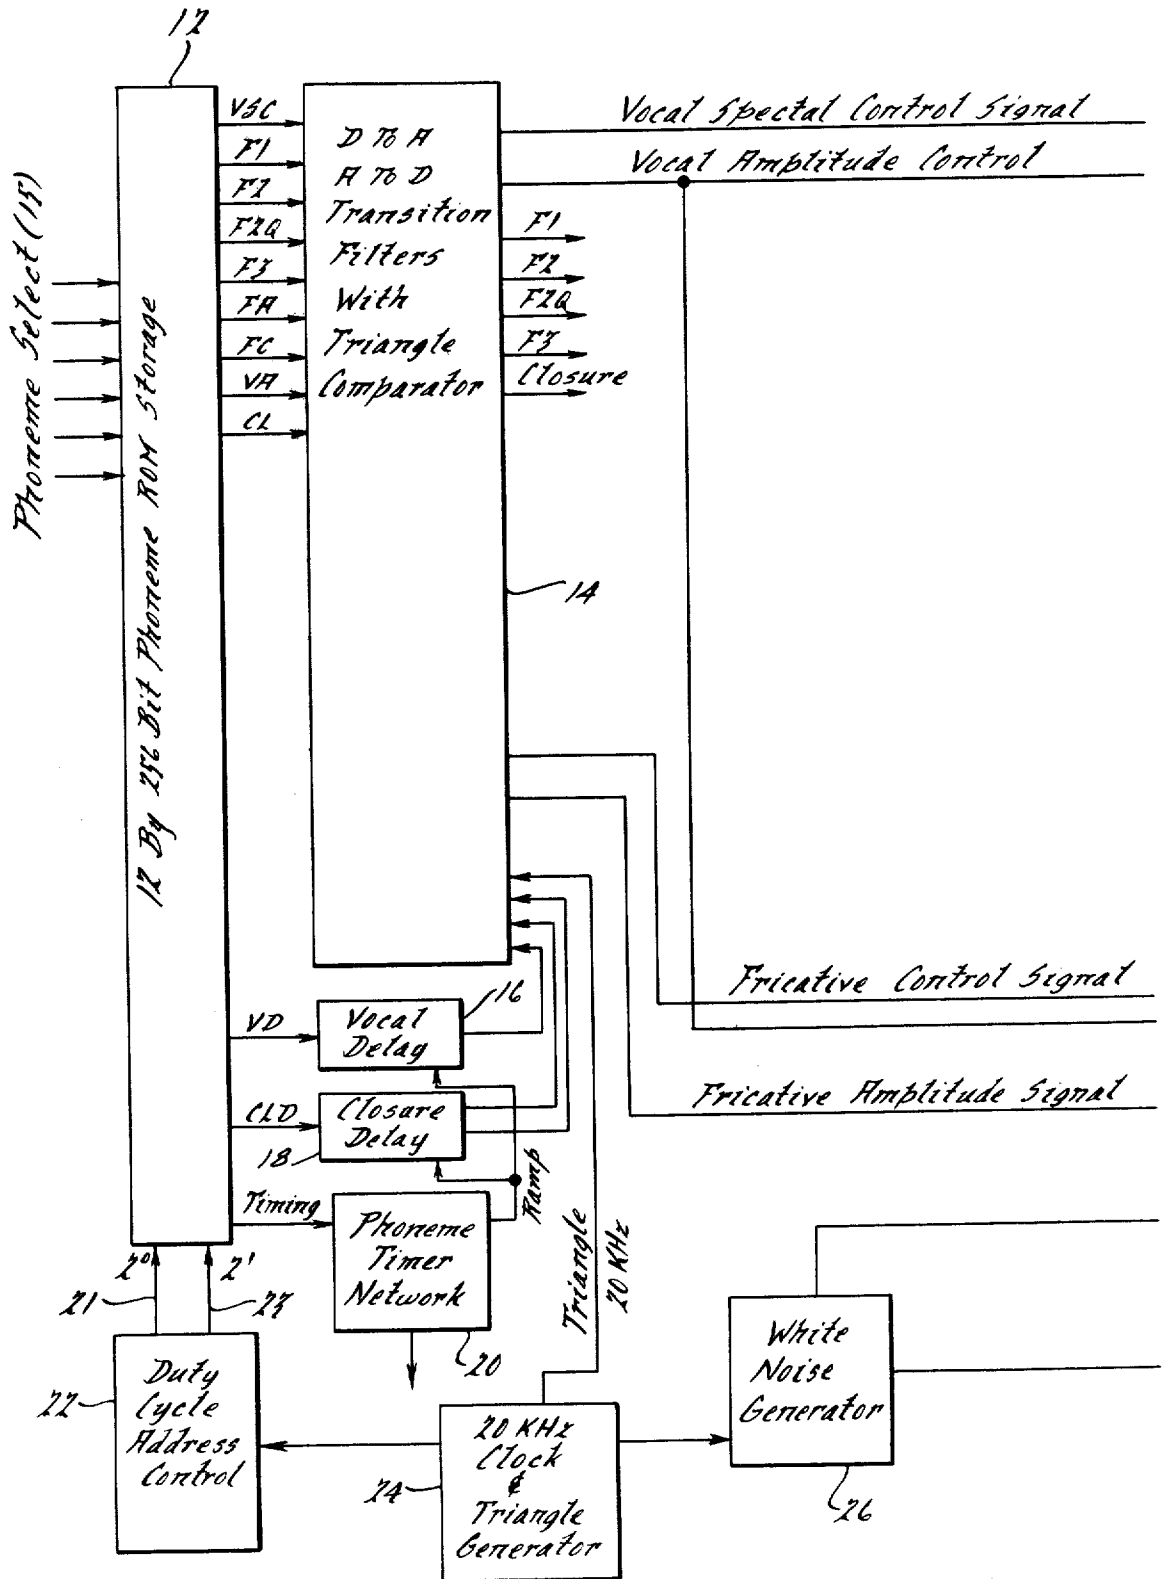 12
Phoneme Select (15)
12 By 256 Bit Phoneme ROM Storage
VSC
F1
F2
F2Q
F3
FA
FC
VA
CL
D To A
A To D
Transition
Filters
With
Triangle
Comparator
14
Vocal Spectal Control Signal
Vocal Amplitude Control
F1
F2
F2Q
F3
Closure
Fricative Control Signal
Fricative Amplitude Signal
VD
Vocal
Delay
16
CLD
Closure
Delay
18
Ramp
Timing
Phoneme
Timer
Network
20
Triangle
20 KHz
2⁰
2¹
21
23
Duty
Cycle
Address
Control
22
20 KHz
Clock
&
Triangle
Generator
24
White
Noise
Generator
26